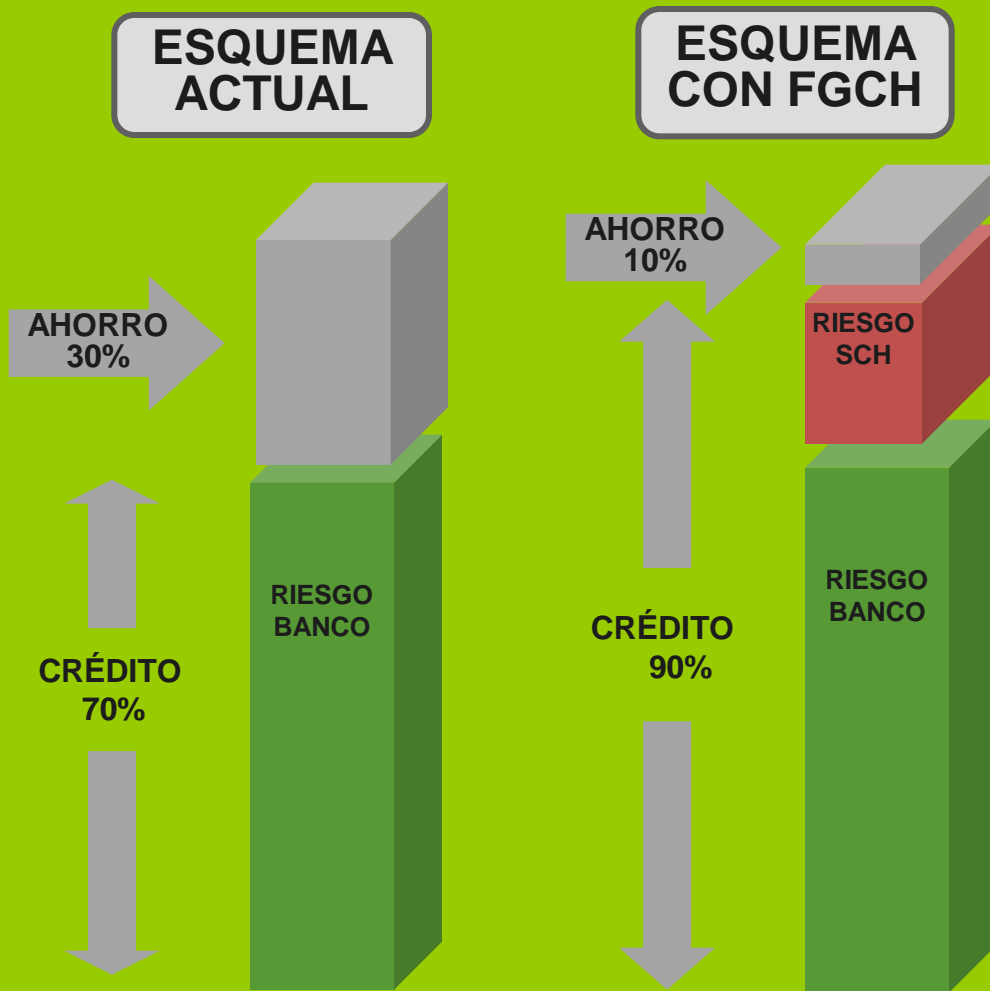 ESQUEMA
ACTUAL
AHORRO
30%
RIESGO
BANCO
CRÉDITO
70%
ESQUEMA
CON FGCH
AHORRO
10%
RIESGO
SCH
RIESGO
BANCO
CRÉDITO
90%